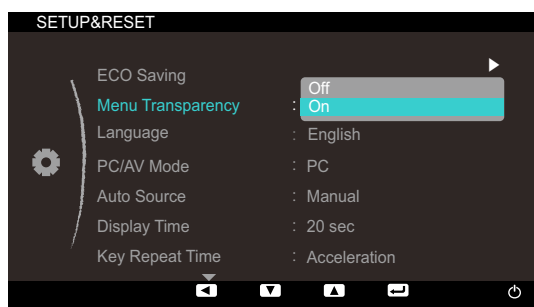 SETUP&RESET
ECO Saving
Off
Menu Transparency : On
Language : English
PC/AV Mode : PC
Auto Source : Manual
Display Time : 20 sec
Key Repeat Time : Acceleration